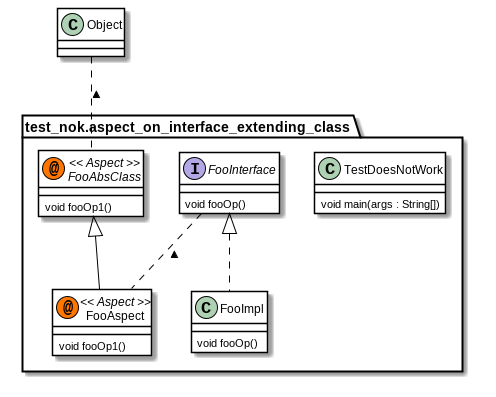 C Object
test_nok.aspect_on_interface_extending_class
@ << Aspect >>
FooAbsClass
void fooOp1()
I FooInterface
void fooOp()
C TestDoesNotWork
void main(args : String[])
@ << Aspect >>
FooAspect
void fooOp1()
C FooImpl
void fooOp()